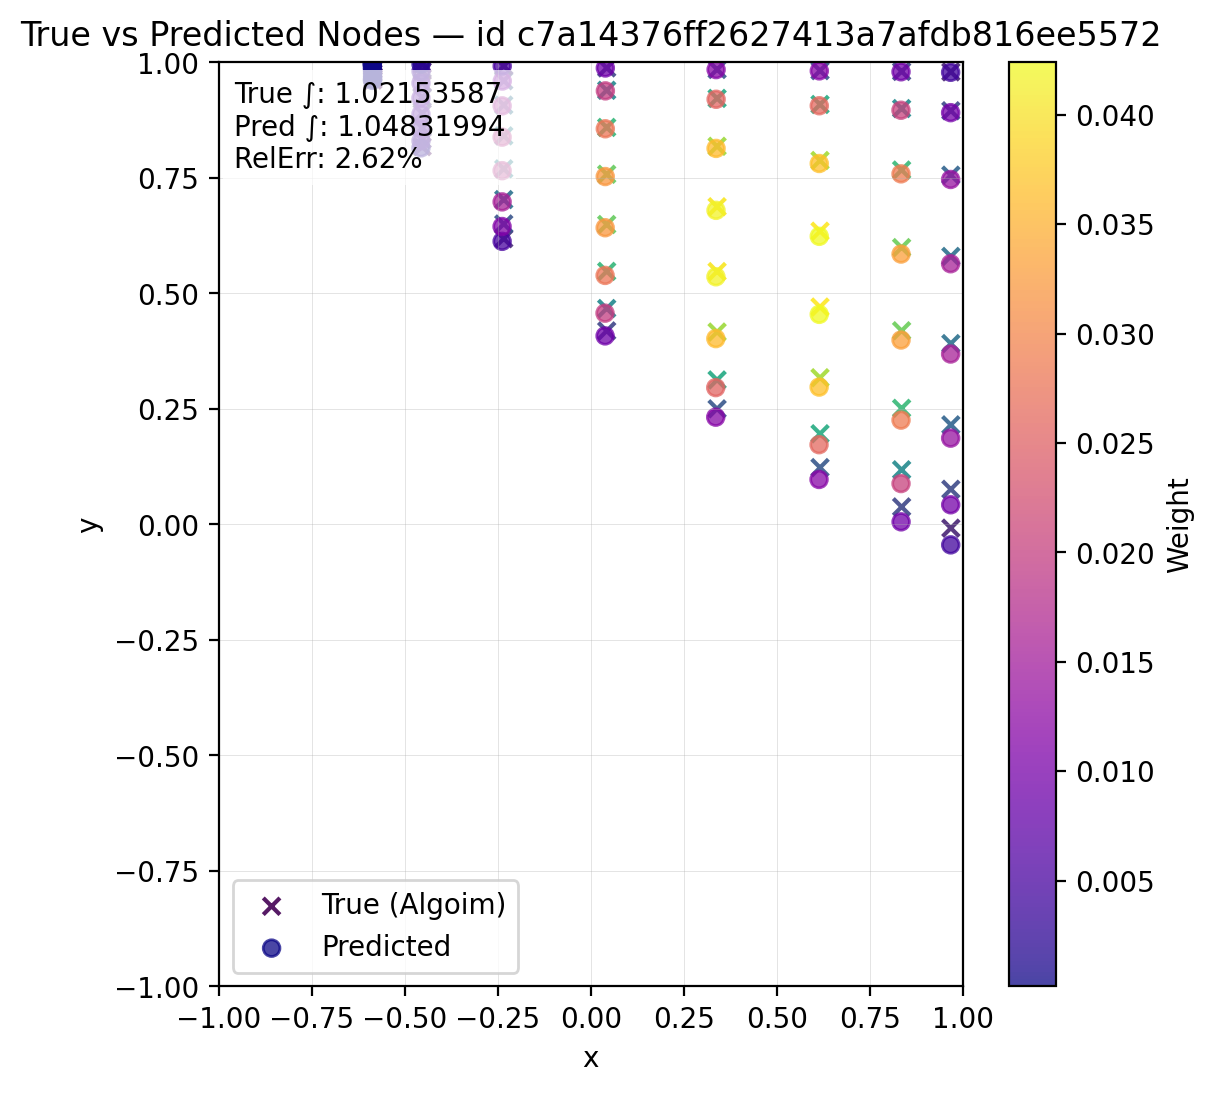 True vs Predicted Nodes — id c7a14376ff2627413a7afdb816ee5572
True ∫: 1.02153587
Pred ∫: 1.04831994
RelErr: 2.62%
1.00
0.75
0.50
0.25
0.00
−0.25
−0.50
−0.75
−1.00
y
True (Algoim)
Predicted
−1.00 −0.75 −0.50 −0.25 0.00 0.25 0.50 0.75 1.00
x
0.040
0.035
0.030
0.025
0.020
0.015
0.010
0.005
Weight